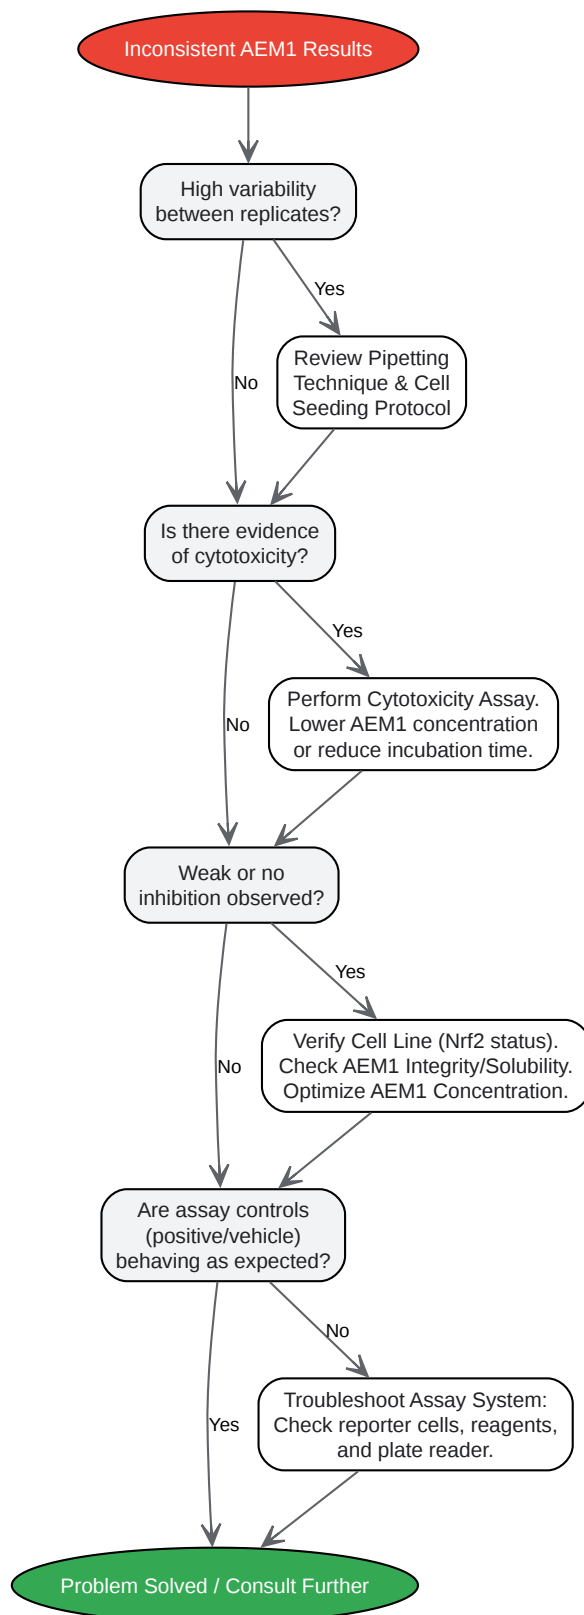 Inconsistent AEM1 Results
High variability
between replicates?
Yes
Review Pipetting
Technique & Cell
Seeding Protocol
No
Is there evidence
of cytotoxicity?
Yes
Perform Cytotoxicity Assay.
Lower AEM1 concentration
or reduce incubation time.
No
Weak or no
inhibition observed?
Yes
Verify Cell Line (Nrf2 status).
Check AEM1 Integrity/Solubility.
Optimize AEM1 Concentration.
No
Are assay controls
(positive/vehicle)
behaving as expected?
No
Troubleshoot Assay System:
Check reporter cells, reagents,
and plate reader.
Yes
Problem Solved / Consult Further